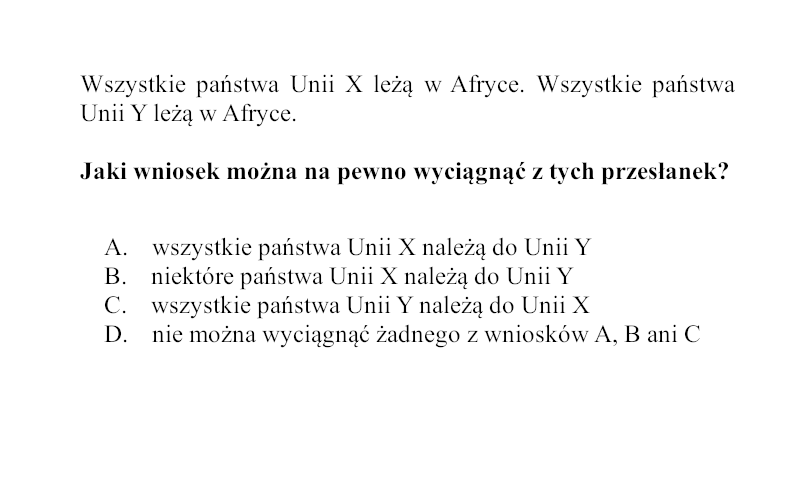 Wszystkie państwa Unii X leżą w Afryce. Wszystkie państwa
Unii Y leżą w Afryce.
Jaki wniosek można na pewno wyciągnąć z tych przesłanek?
A. wszystkie państwa Unii X należą do Unii Y
B. niektóre państwa Unii X należą do Unii Y
C. wszystkie państwa Unii Y należą do Unii X
D. nie można wyciągnąć żadnego z wniosków A, B ani C